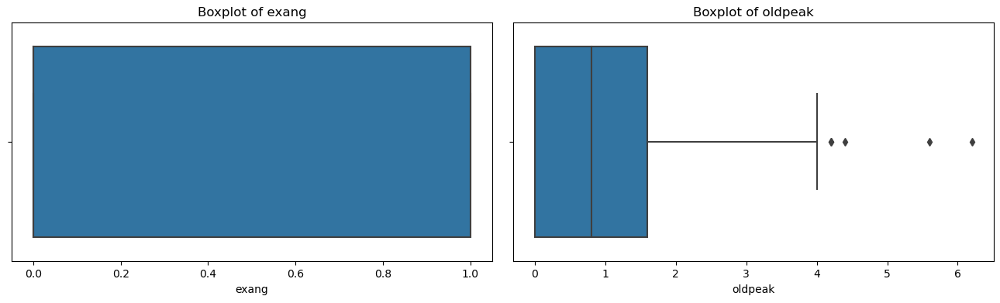 Boxplot of exang
0.0 0.2 0.4 0.6 0.8 1.0
exang
Boxplot of oldpeak
0 1 2 3 4 5 6
oldpeak